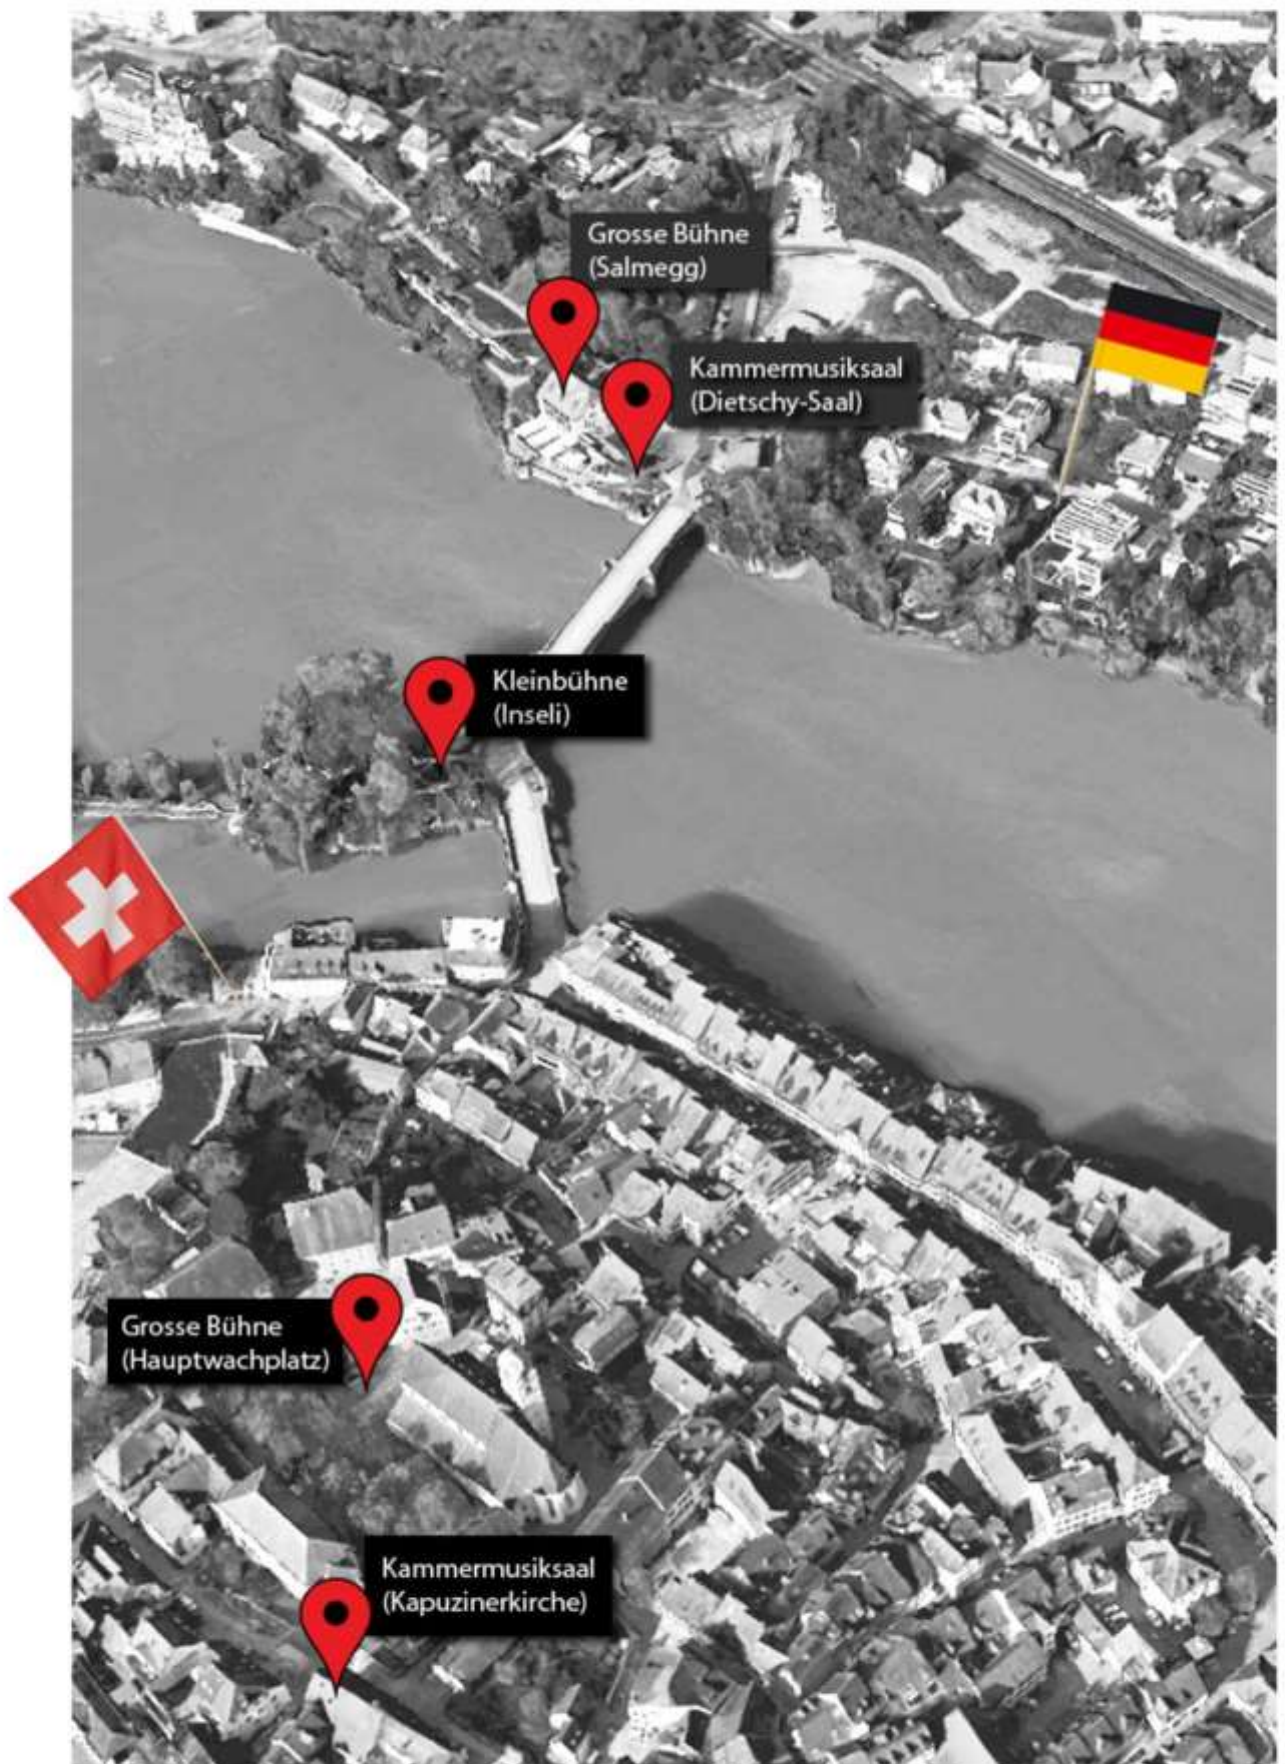 Grosse Bühne
(Salmegg)
Kammermusiksaal
(Dietschy-Saal)
Kleinbühne
(Inseli)
Grosse Bühne
(Hauptwachplatz)
Kammermusiksaal
(Kapuzinerkirche)